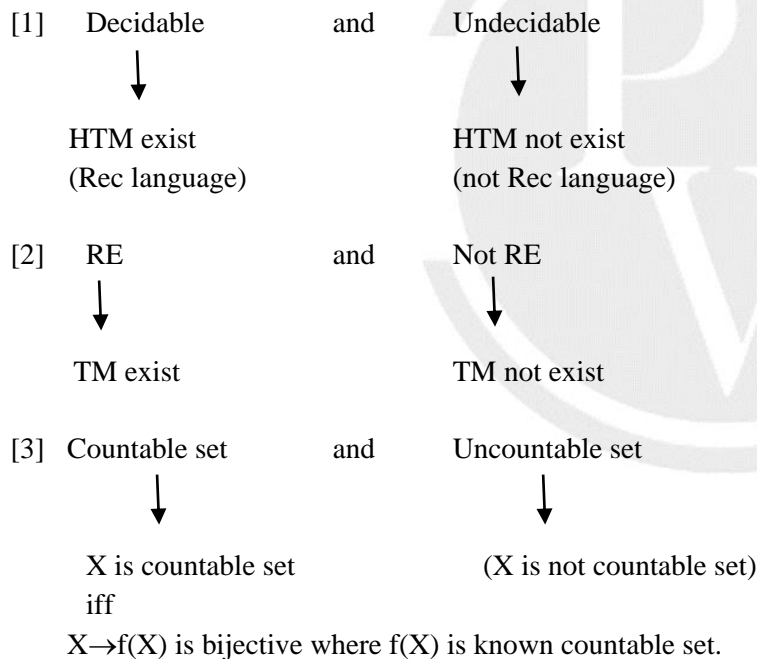 [1] Decidable and Undecidable
HTM exist HTM not exist
(Rec language) (not Rec language)
[2] RE and Not RE
TM exist TM not exist
[3] Countable set and Uncountable set
X is countable set (X is not countable set)
iff
X→f(X) is bijective where f(X) is known countable set.